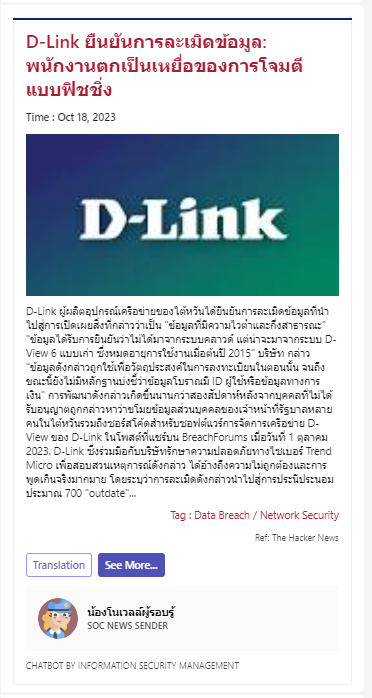 D-Link ยืนยันการละเมิดข้อมูล:
พนักงานตกเป็นเหยื่อของการโจมตี
แบบฟิชชิ่ง
Time : Oct 18, 2023
D-Link
D-Link ผู้ผลิตอุปกรณ์เครือข่ายของไต้หวันได้ยืนยันการละเมิดข้อมูลที่นำ
ไปสู่การเปิดเผยสิ่งที่กล่าวว่าเป็น "ข้อมูลที่มีความไวต่ำและกึ่งสาธารณะ"
"ข้อมูลได้รับการยืนยันว่าไม่ได้มาจากระบบคลาวด์ แต่น่าจะมาจากระบบ D-
View 6 แบบเก่า ซึ่งหมดอายุการใช้งานเมื่อต้นปี 2015" บริษัท กล่าว
"ข้อมูลดังกล่าวถูกใช้เพื่อวัตถุประสงค์ในการลงทะเบียนในตอนนั้น จนถึง
ขณะนี้ยังไม่มีหลักฐานบ่งชี้ว่าข้อมูลโบราณมี ID ผู้ใช้หรือข้อมูลทางการ
เงิน" การพัฒนาดังกล่าวเกิดขึ้นนานกว่าสองสัปดาห์หลังจากบุคคลที่ไม่ได้
รับอนุญาตถูกกล่าวหาว่าขโมยข้อมูลส่วนบุคคลของเจ้าหน้าที่รัฐบาลหลาย
คนในไต้หวันรวมถึงซอร์สโค้ดสำหรับซอฟต์แวร์การจัดการเครือข่าย D-
View ของ D-Link ในโพสต์ที่แชร์บน BreachForums เมื่อวันที่ 1 ตุลาคม
2023. D-Link ซึ่งร่วมมือกับบริษัทรักษาความปลอดภัยทางไซเบอร์ Trend
Micro เพื่อสอบสวนเหตุการณ์ดังกล่าว ได้อ้างถึงความไม่ถูกต้องและการ
พูดเกินจริงมากมาย โดยระบุว่าการละเมิดดังกล่าวนำไปสู่การประนีประนอม
ประมาณ 700 "outdate"...
Tag : Data Breach / Network Security
Ref: The Hacker News
Translation
See More...
น้องโนเวลล์ผู้รอบรู้
SOC NEWS SENDER
CHATBOT BY INFORMATION SECURITY MANAGEMENT